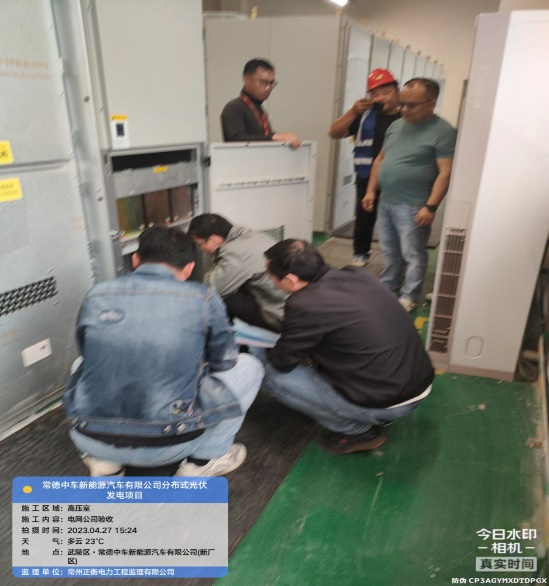 常德中车新能源汽车有限公司分布式光伏
发电项目
施工区域：高压室
施工内容：电网公司验收
拍摄时间：2023.04.27 15:24
天气：多云 23℃
地点：武陵区·常德中车新能源汽车有限公司(新厂
区)
监理单位：常州正衡电力工程监理有限公司
今日水印
相机
真实时间
防伪 CP3AGYMXDTDPVX